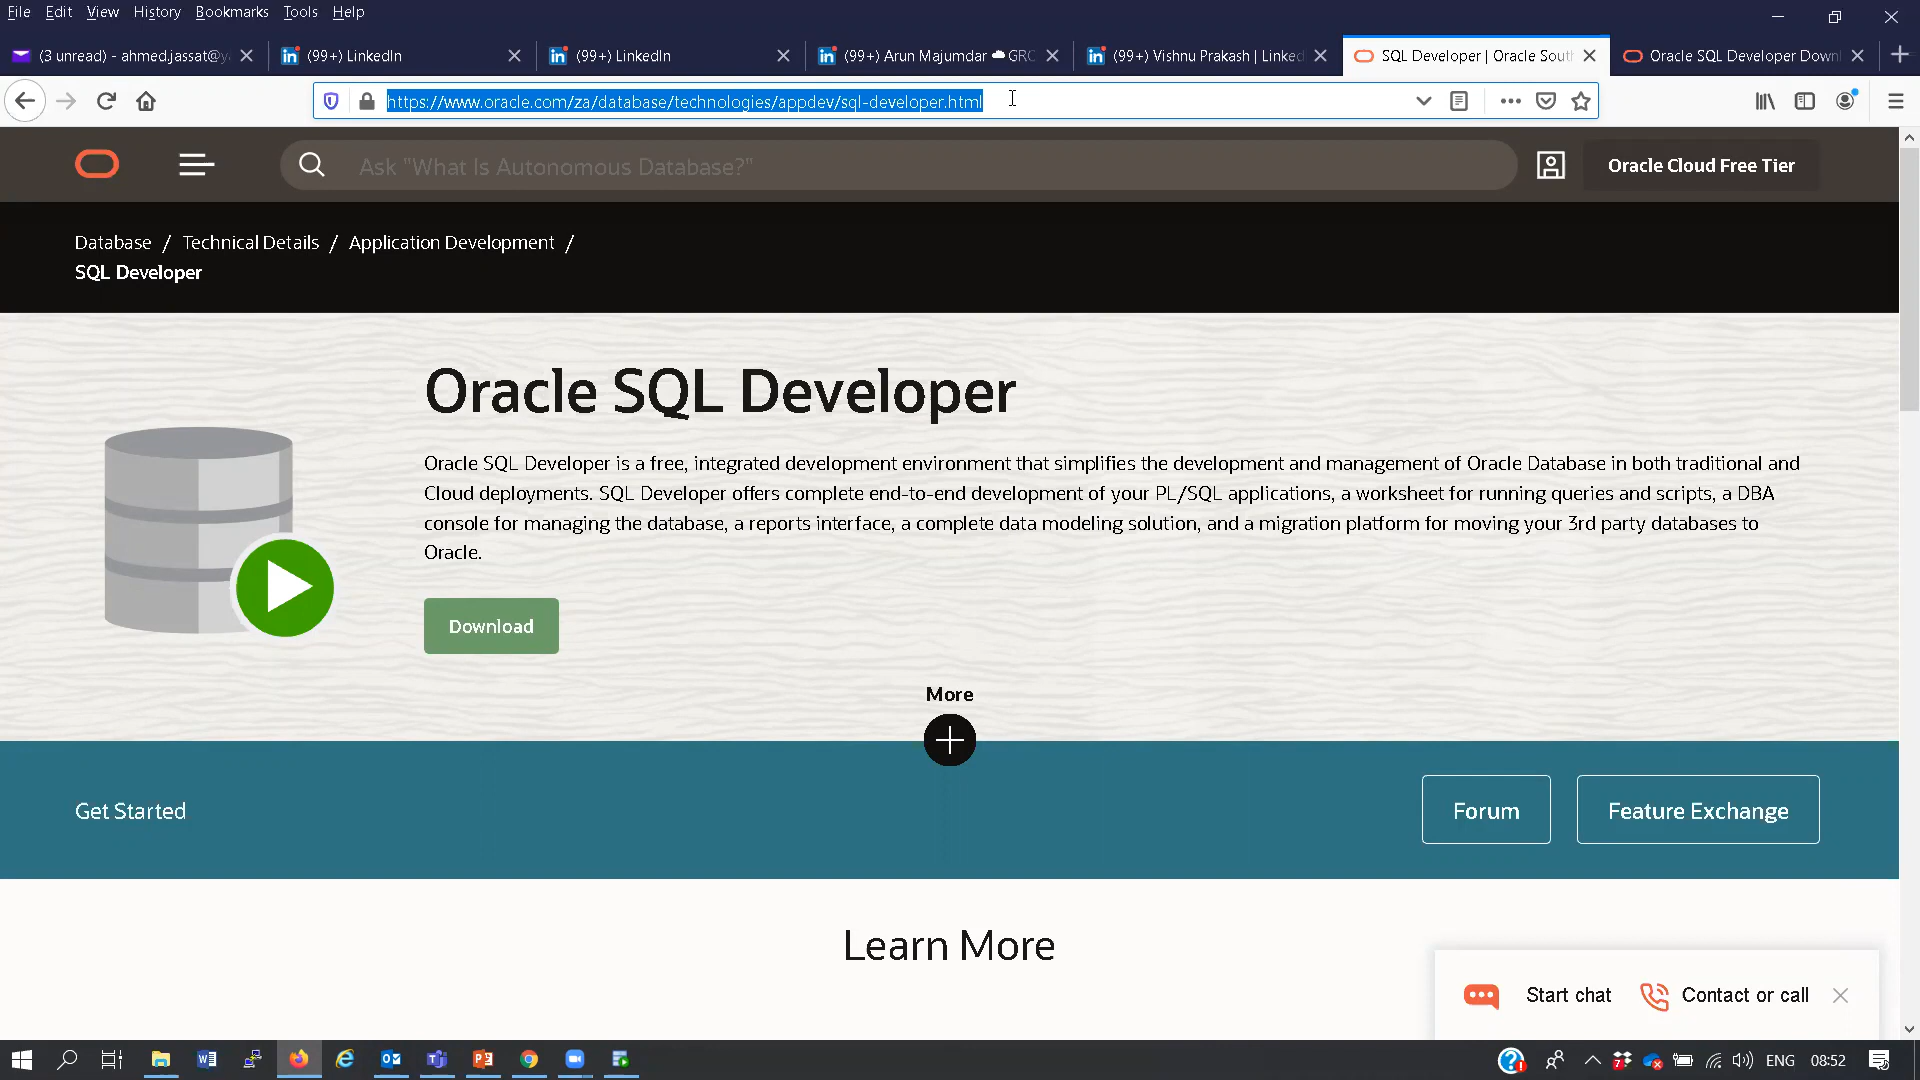 File Edit View History Bookmarks Tools Help
(3 unread) - ahmed.jassat@y
(99+) LinkedIn
(99+) LinkedIn
(99+) Arun Majumdar ☁GRC
(99+) Vishnu Prakash | Linked
SQL Developer | Oracle Sout
Oracle SQL Developer Down
https://www.oracle.com/za/database/technologies/appdev/sql-developer.html
Ask "What Is Autonomous Database?"
Oracle Cloud Free Tier
Database / Technical Details / Application Development /
SQL Developer
Oracle SQL Developer
Oracle SQL Developer is a free, integrated development environment that simplifies the development and management of Oracle Database in both traditional and
Cloud deployments. SQL Developer offers complete end-to-end development of your PL/SQL applications, a worksheet for running queries and scripts, a DBA
console for managing the database, a reports interface, a complete data modeling solution, and a migration platform for moving your 3rd party databases to
Oracle.
Download
More
Get Started
Forum
Feature Exchange
Learn More
Start chat
Contact or call
ENG 08:52